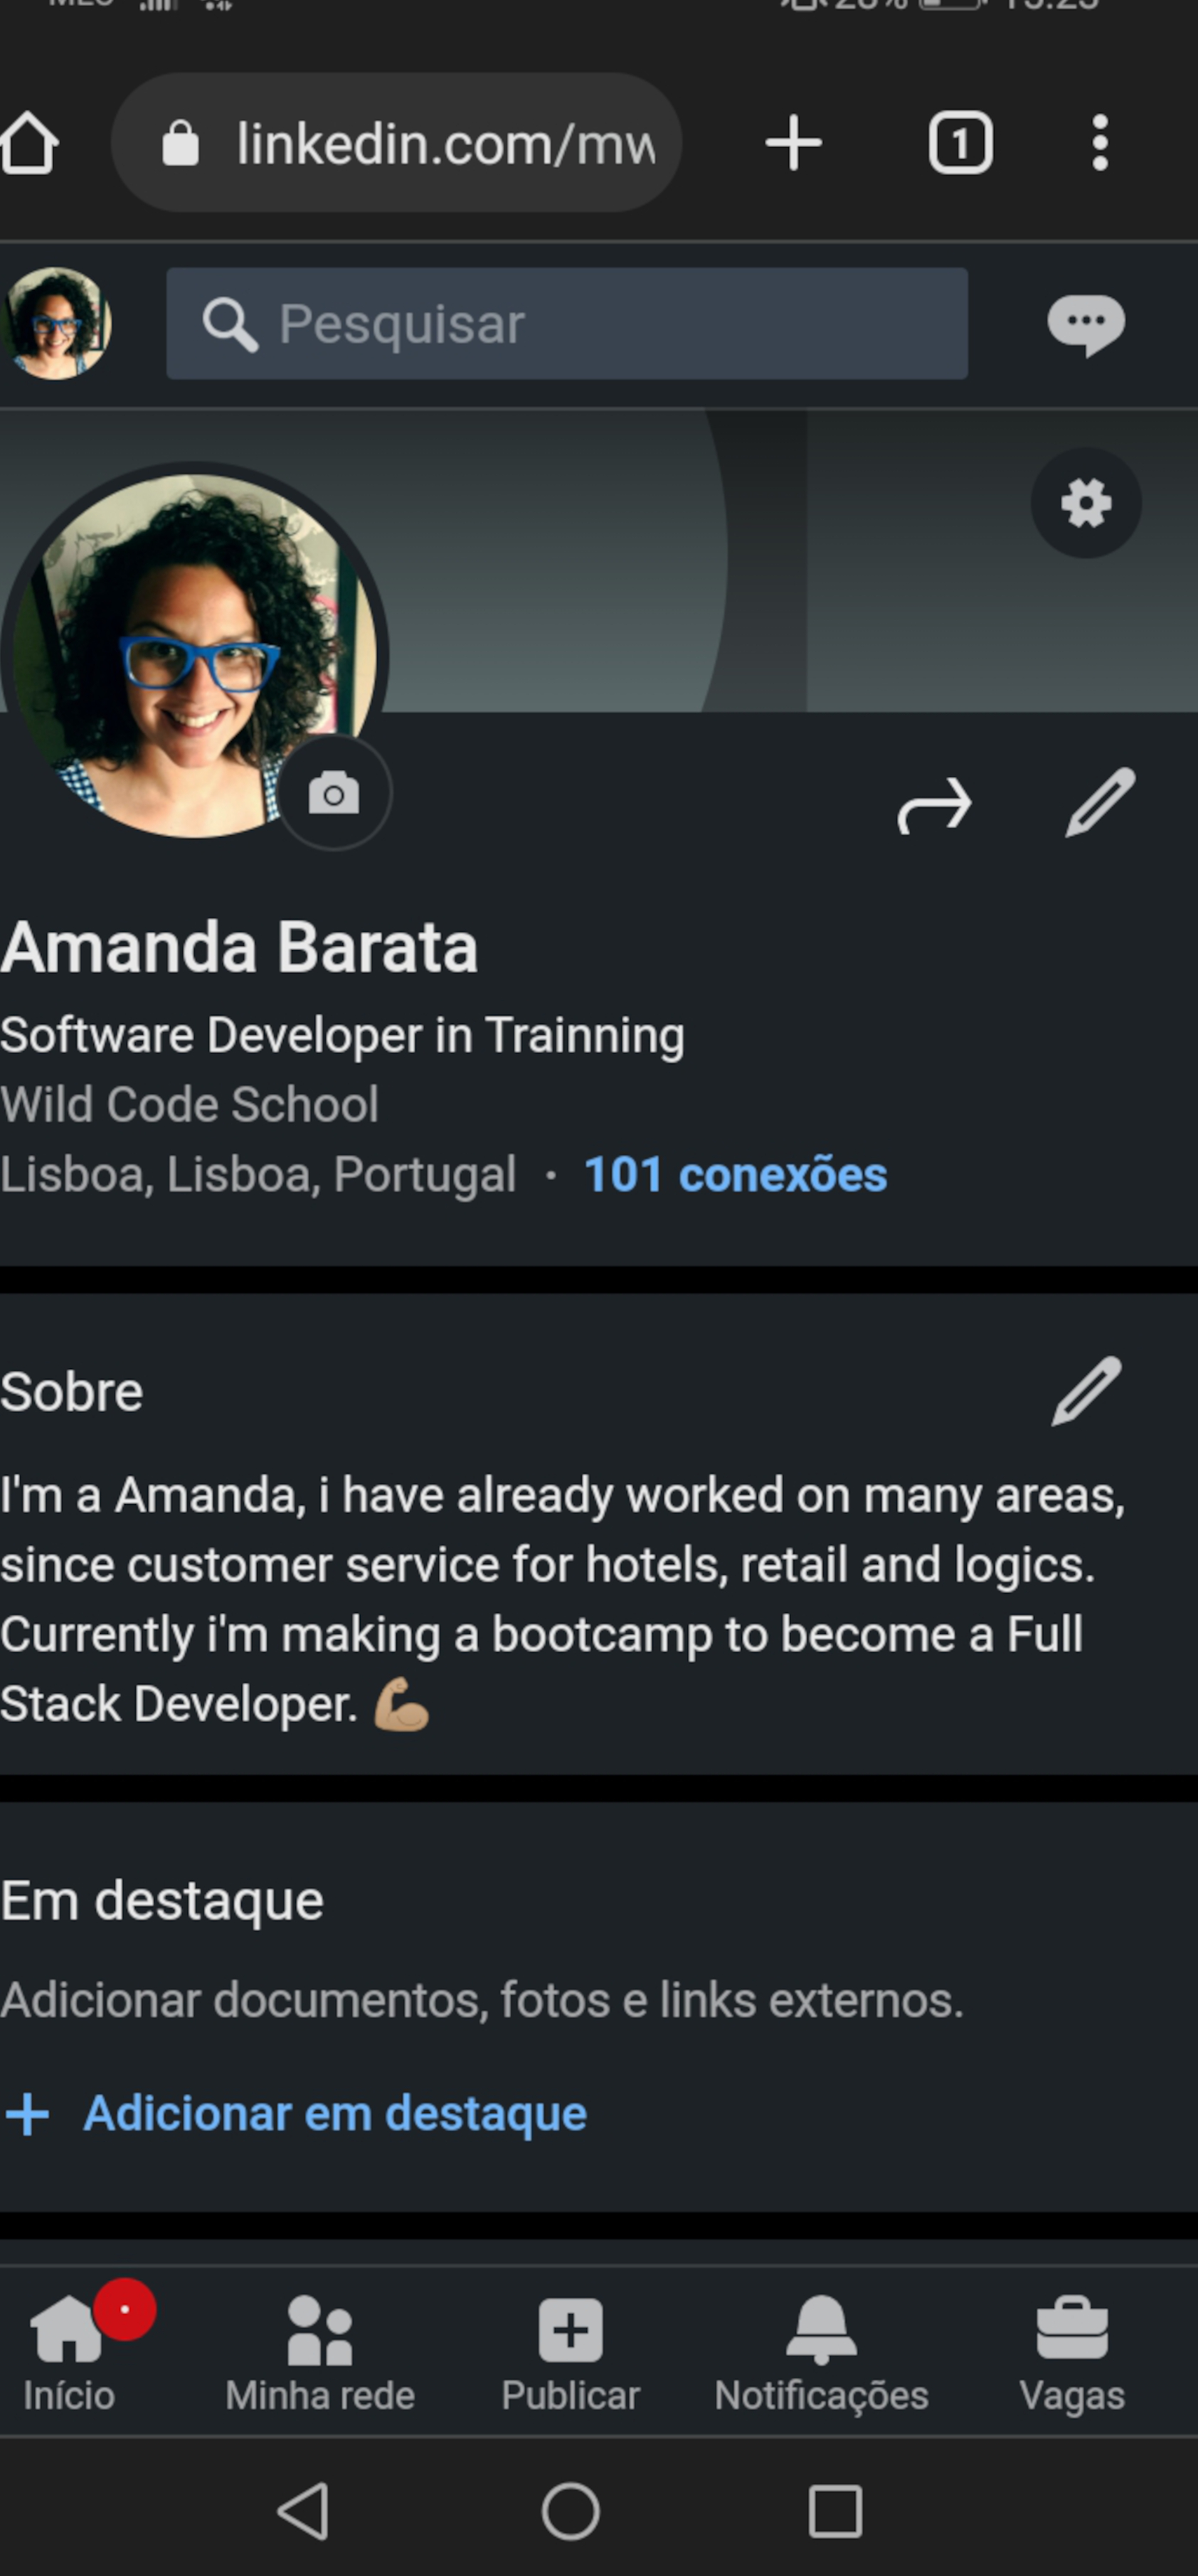 linkedin.com/mw
1
Pesquisar
Amanda Barata
Software Developer in Trainning
Wild Code School
Lisboa, Lisboa, Portugal · 101 conexões
Sobre
I'm a Amanda, i have already worked on many areas,
since customer service for hotels, retail and logics.
Currently i'm making a bootcamp to become a Full
Stack Developer. 💪🏼
Em destaque
Adicionar documentos, fotos e links externos.
+ Adicionar em destaque
Início
Minha rede
Publicar
Notificações
Vagas